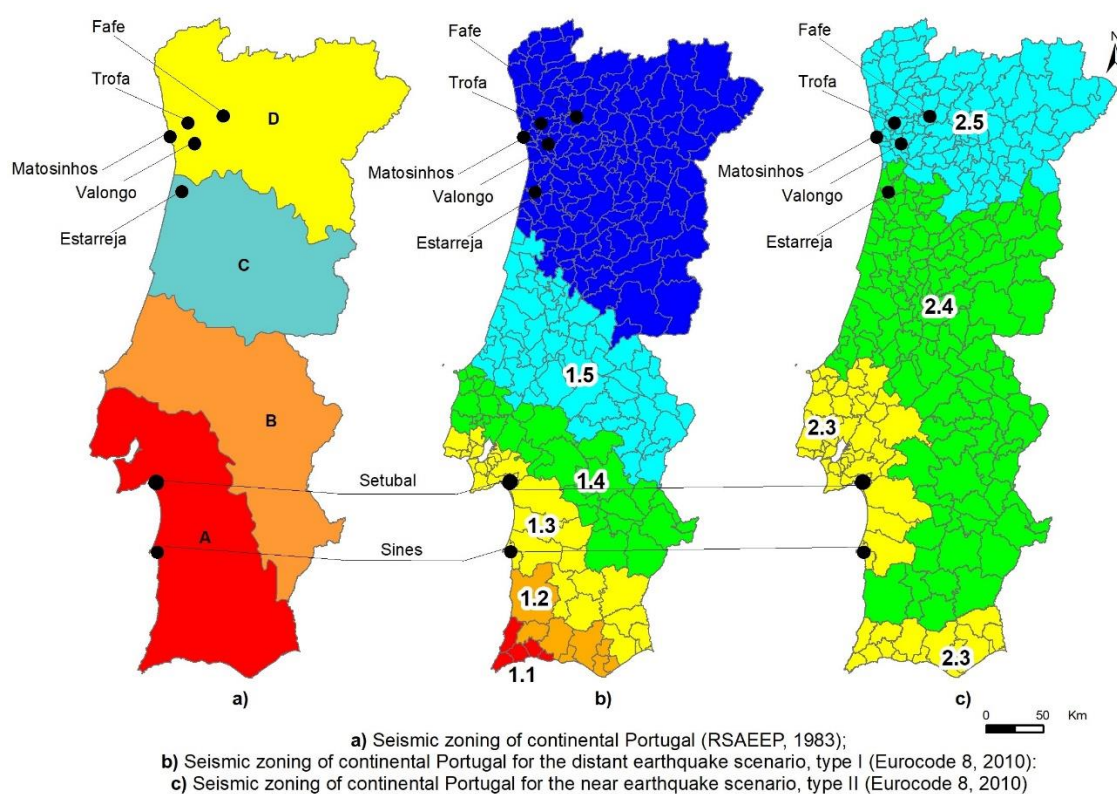 Fafe
Trofa
Matosinhos
Valongo
Estarreja
D
C
B
A
a)
Fafe
Trofa
Matosinhos
Valongo
Estarreja
Setubal
Sines
1.5
1.4
1.3
1.2
1.1
b)
Fafe
Trofa
Matosinhos
Valongo
Estarreja
2.5
2.4
2.3
2.3
c)
N
0 50 Km
a) Seismic zoning of continental Portugal (RSAEEP, 1983);
b) Seismic zoning of continental Portugal for the distant earthquake scenario, type I (Eurocode 8, 2010):
c) Seismic zoning of continental Portugal for the near earthquake scenario, type II (Eurocode 8, 2010)